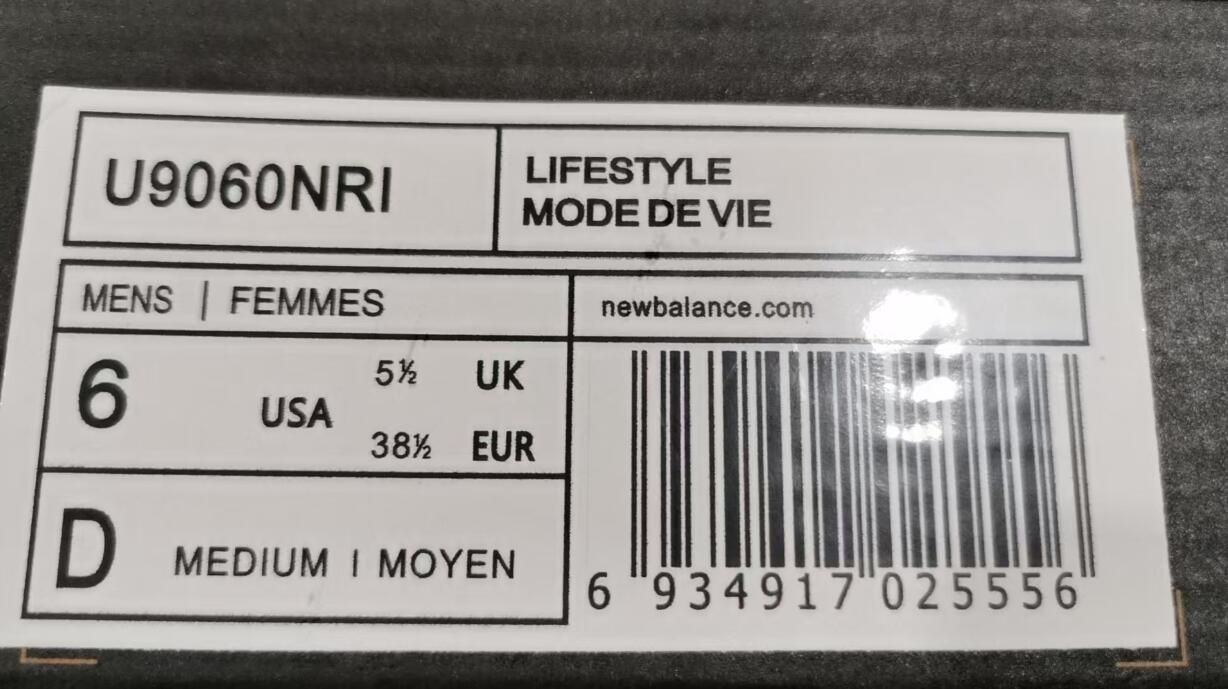 U9060NRI
LIFESTYLE
MODE DE VIE
MENS | FEMMES
newbalance.com
6 USA 5½ UK
38½ EUR
D MEDIUM | MOYEN
6 934917 025556